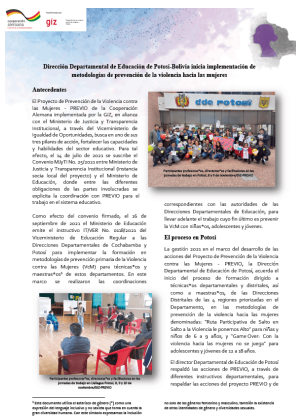 cooperación
alemana
giz
Dirección Departamental de Educación de Potosí-Bolivia inicia implementación de
metodologías de prevención de la violencia hacia las mujeres
Antecedentes
El Proyecto de Prevención de la Violencia contra
las Mujeres - PREVIO de la Cooperación
Alemana implementada por la GIZ, en alianza
con el Ministerio de Justicia y Transparencia
Institucional, a través del Viceministerio de
Igualdad de Oportunidades, busca en uno de sus
tres pilares de acción, fortalecer las capacidades
y habilidades del sector educativo. Para tal
efecto, el 14 de julio de 2021 se suscribe el
entre Ministerio de
Justicia y Transparencia Institucional (Instancia
socia local del proyecto) y el Ministerio de
Educación, donde entre las diferentes
obligaciones de las partes involucradas se
explicita la coordinación con PREVIO para el
trabajo en el sistema educativo.
Como efecto del convenio firmado, el 16 de
septiembre de 2021 el Ministerio de Educación
emite el instructivo IT/VER No. 0018/2021 del
Viceministerio de Educación Regular a las
Direcciones Departamentales de Cochabamba y
Potosí para implementar la formación en
metodologías de prevención primaria de la violencia
contra las Mujeres (VcM) para técnicos* y
maestras/os* de estos departamentos. En este
marco se realizaron las coordinaciones
dde potosí
correspondientes con las autoridades de las
Direcciones Departamentales de Educación, para
llevar adelante el trabajo cuyo fin último es prevenir
la VcM con niñas/os, adolescentes y jóvenes.
El proceso en Potosí
La gestión 2022 en el marco del desarrollo de las
acciones del Proyecto de Prevención de la Violencia
contra las Mujeres - PREVIO, la Dirección
Departamental de Educación de Potosí, acuerda el
inicio del proceso de formación dirigido a
técnicas*os departamentales y distritales, así
como a maestras*os, de las Direcciones
Distritales de las 4 regiones priorizadas en el
Departamento, en las metodologías de
prevención de la violencia hacia las mujeres
denominadas: "Ruta Participativa de Salto en
Salto a la Violencia le ponemos Alto" para niñas y
niños de 6 a 9 años, y "Game Over. Con la
violencia hacia las mujeres no se juega" para
adolescentes y jóvenes de 12 a 18 años.
El director Departamental de Educación de Potosí
respaldó las acciones de PREVIO, a través de
diferentes instructivos departamentales, para
respaldar las acciones del proyecto y de